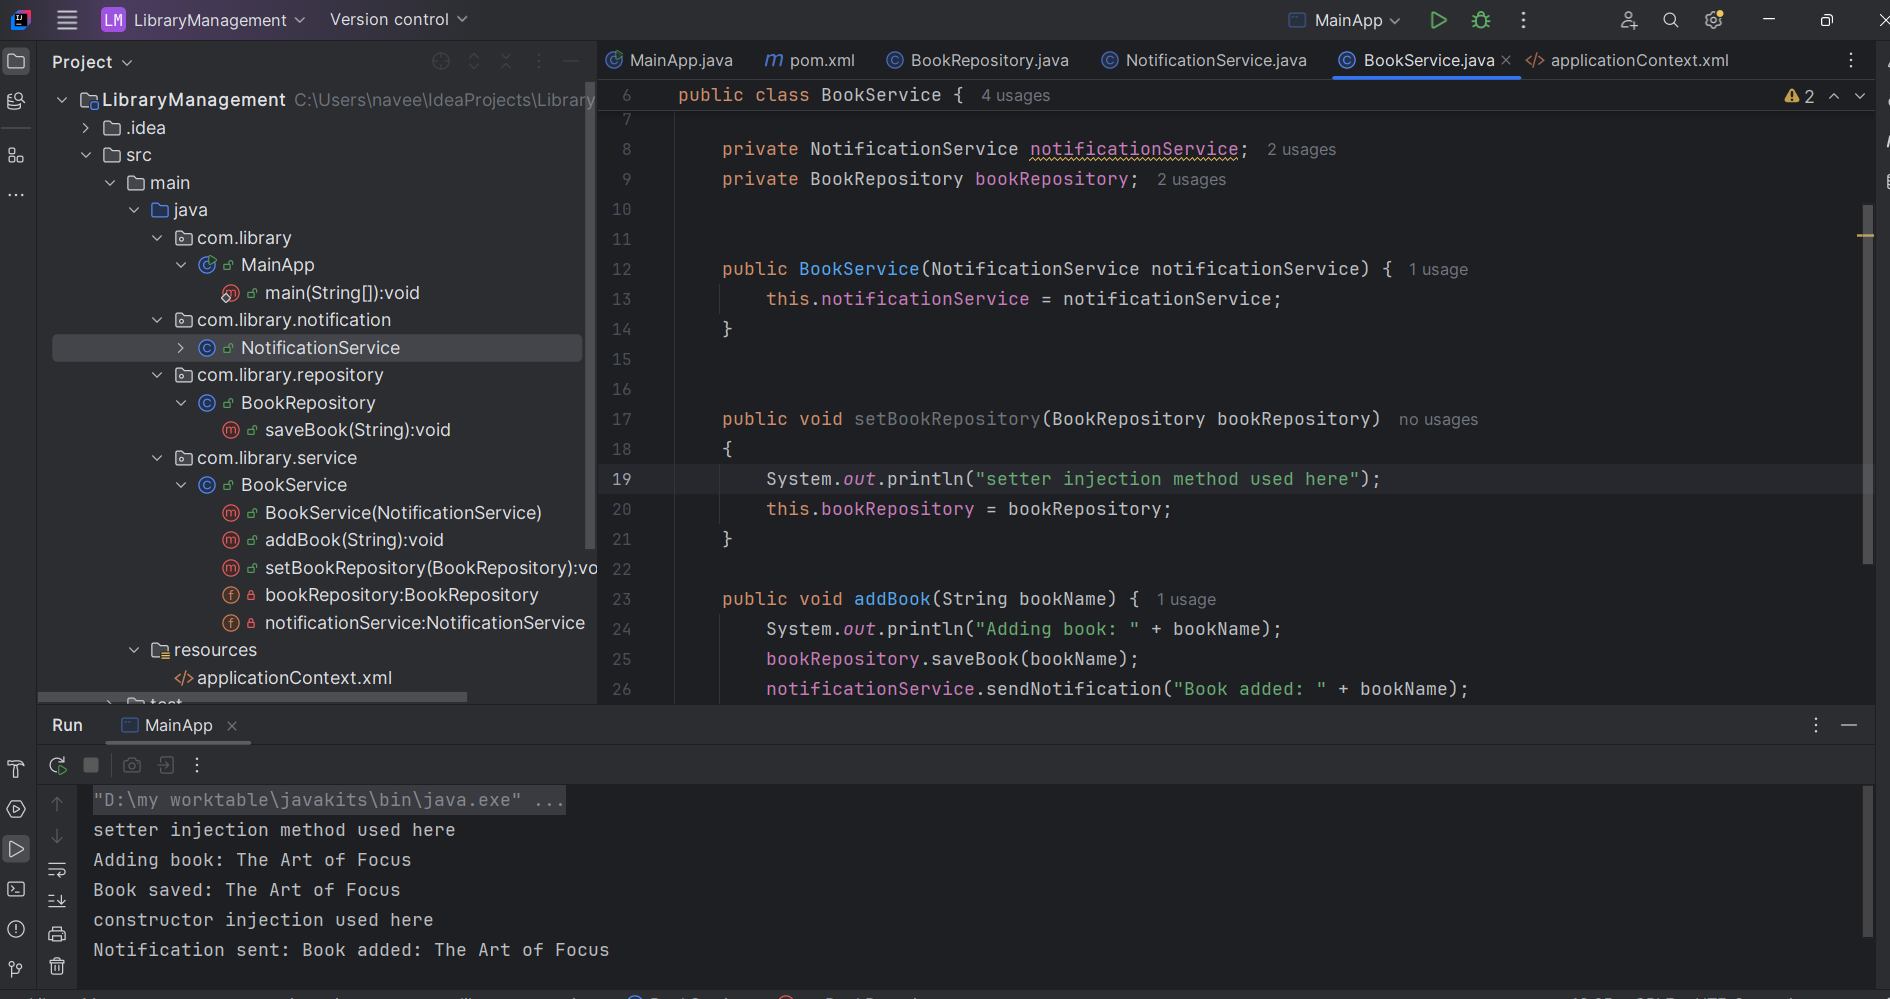 LM LibraryManagement Version control MainApp
Project
LibraryManagement C:\Users\navee\IdeaProjects\Library
.idea
src
main
java
com.library
MainApp
main(String[]):void
com.library.notification
NotificationService
com.library.repository
BookRepository
saveBook(String):void
com.library.service
BookService
BookService(NotificationService)
addBook(String):void
setBookRepository(BookRepository):vo
bookRepository:BookRepository
notificationService:NotificationService
resources
applicationContext.xml
test
MainApp.java pom.xml BookRepository.java NotificationService.java BookService.java applicationContext.xml
6 public class BookService { 4 usages 2
7
8 private NotificationService notificationService; 2 usages
9 private BookRepository bookRepository; 2 usages
10
11
12 public BookService(NotificationService notificationService) { 1 usage
13 this.notificationService = notificationService;
14 }
15
16
17 public void setBookRepository(BookRepository bookRepository) no usages
18 {
19 System.out.println("setter injection method used here");
20 this.bookRepository = bookRepository;
21 }
22
23 public void addBook(String bookName) { 1 usage
24 System.out.println("Adding book: " + bookName);
25 bookRepository.saveBook(bookName);
26 notificationService.sendNotification("Book added: " + bookName);
Run MainApp
"D:\my worktable\javakits\bin\java.exe" ...
setter injection method used here
Adding book: The Art of Focus
Book saved: The Art of Focus
constructor injection used here
Notification sent: Book added: The Art of Focus